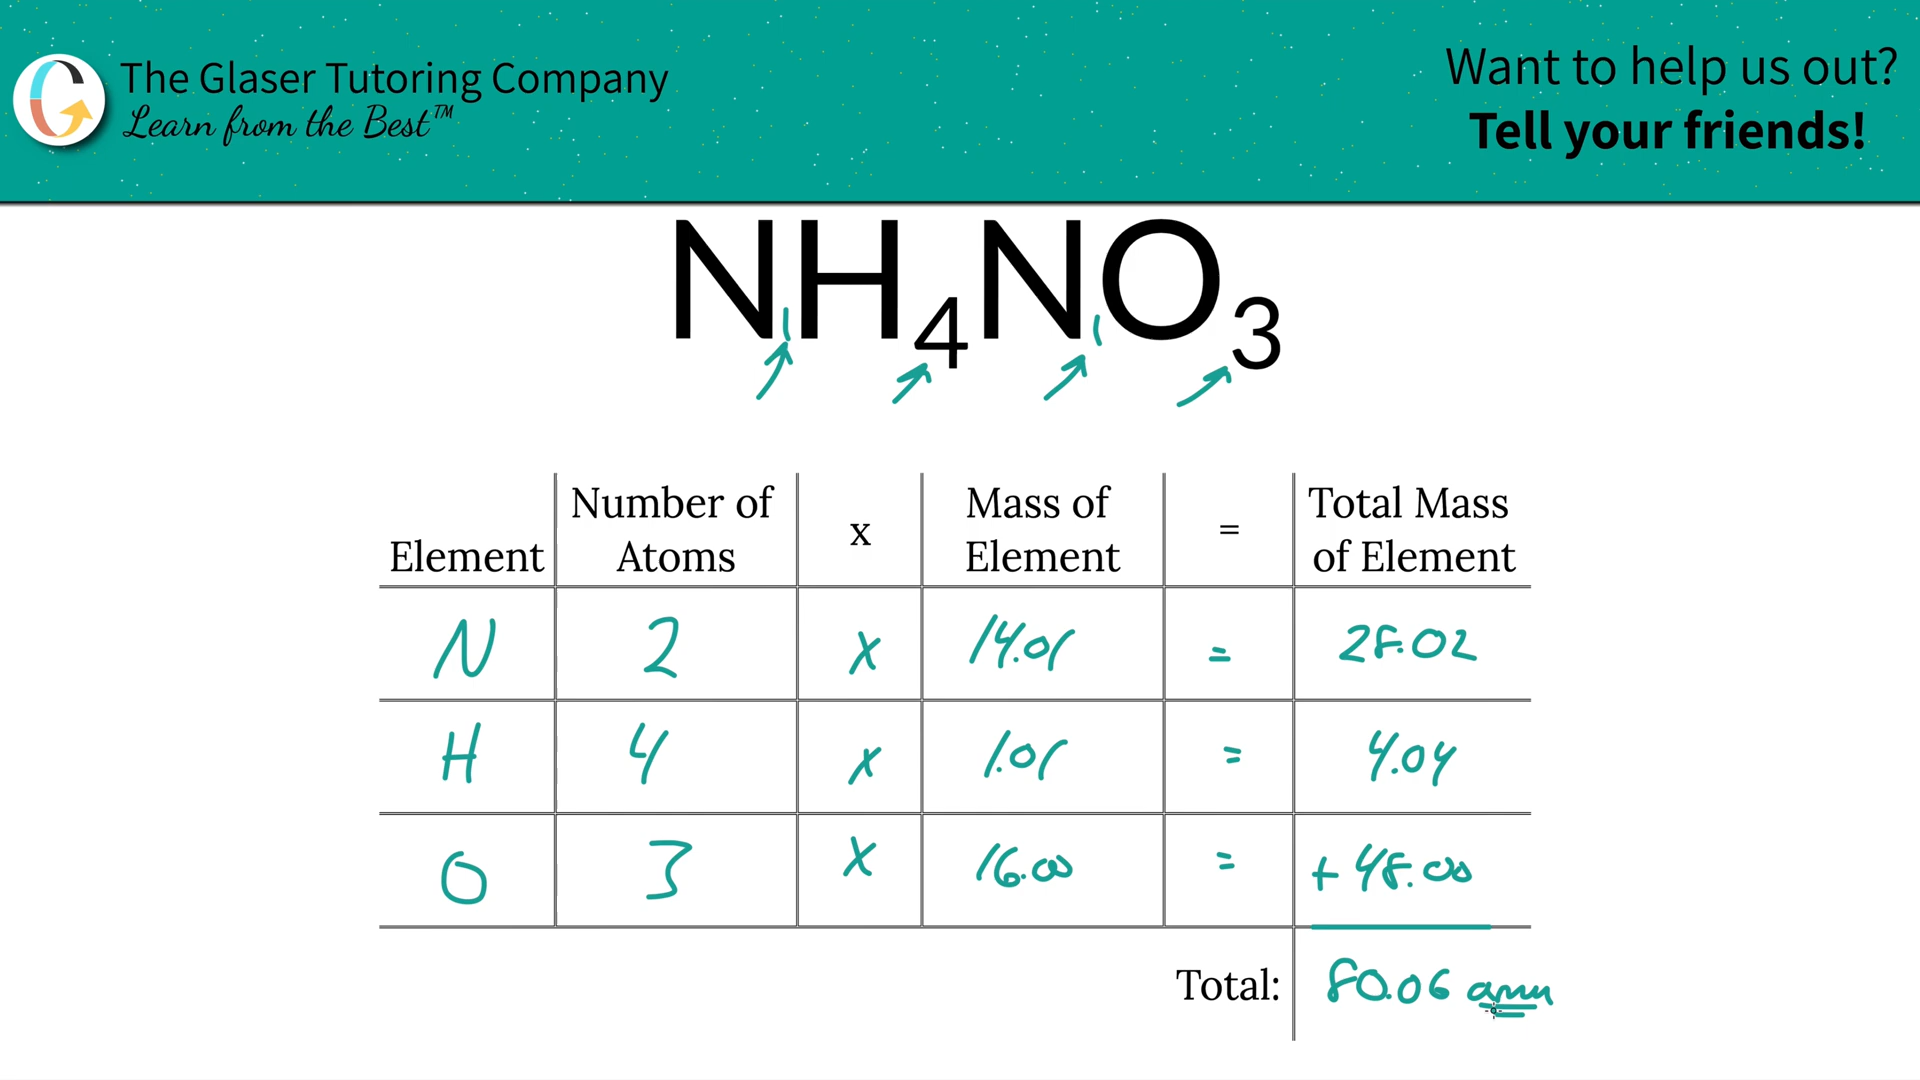 The Glaser Tutoring Company
Learn from the Best™
Want to help us out?
Tell your friends!
NH₄NO₃
1 1
Element Number of Atoms x Mass of Element = Total Mass of Element
N 2 x 14.01 = 28.02
H 4 x 1.01 = 4.04
O 3 x 16.00 = + 48.00
Total: 80.06 amu